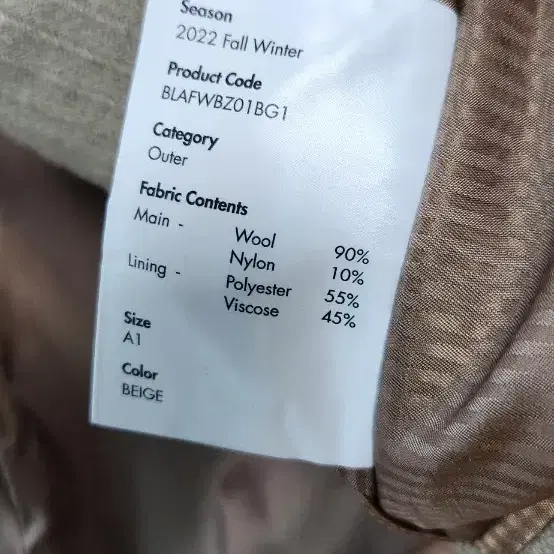 Season
2022 Fall Winter
Product Code
BLAFWBZ01BG1
Category
Outer
Fabric Contents
Main - Wool 90%
Nylon 10%
Lining - Polyester 55%
Viscose 45%
Size
A1
Color
BEIGE